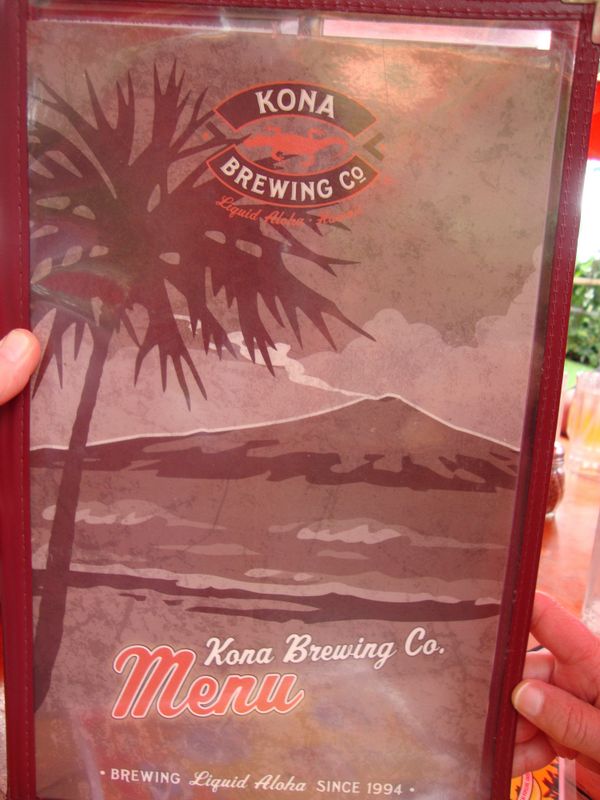 KONA
BREWING CO
Liquid Aloha
Kona Brewing Co.
Menu
• BREWING Liquid Aloha SINCE 1994 •